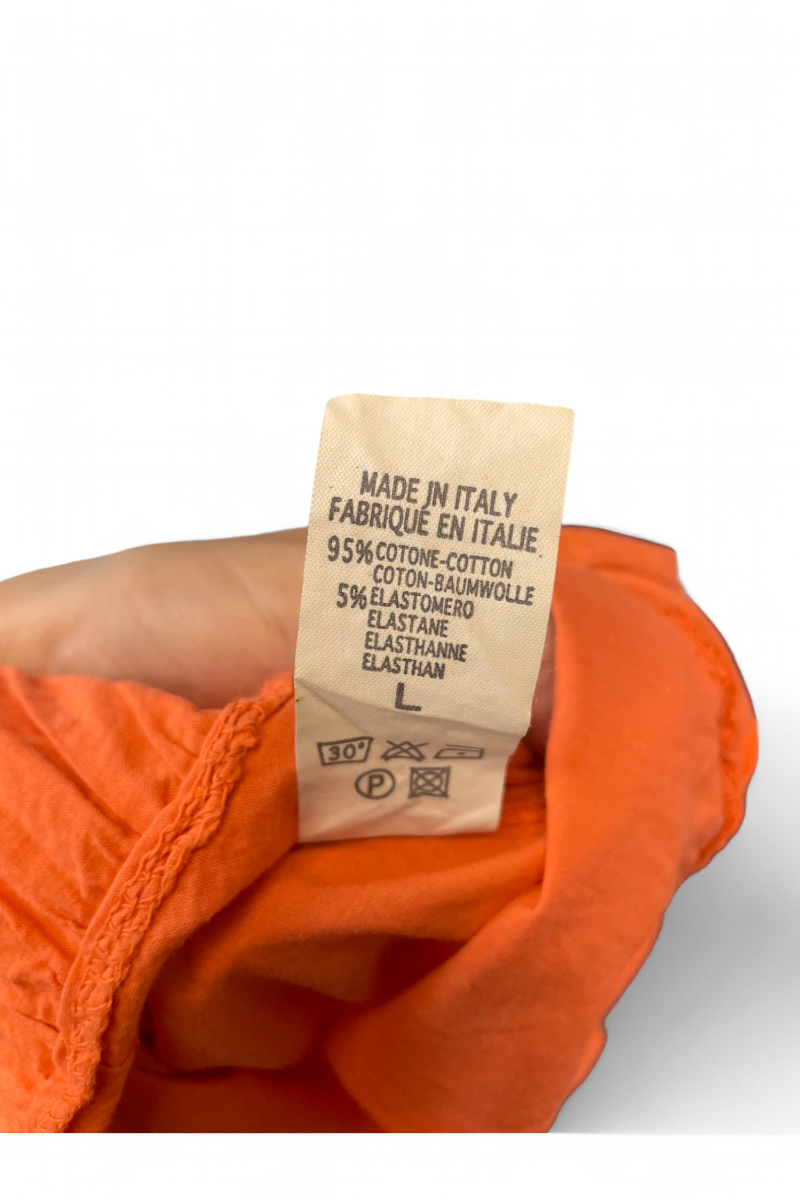 MADE IN ITALY
FABRIQUÉ EN ITALIE
95% COTONE-COTTON
COTON-BAUMWOLLE
5% ELASTOMERO
ELASTANE
ELASTHANNE
ELASTHAN
L
30°
P